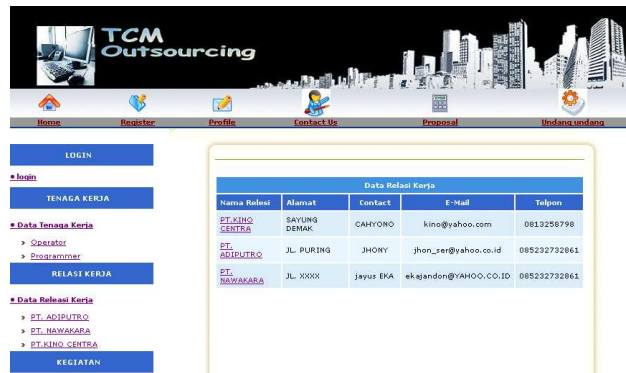 TCM
Outsourcing
Home Register Profile Contact Us Proposal Undang undang
LOGIN
login
TENAGA KERJA
Data Tenaga Kerja
Operator
Programmer
RELASI KERJA
Data Releasi Kerja
PT. ADIPUTRO
PT. NAWAKARA
PT.KINO CENTRA
KEGIATAN
Data Relasi Kerja
Nama Relesi Alamat Contact E-Mail Telpon
PT.KINO CENTRA SAYUNG DEMAK CAHYONO kino@yahoo.com 0813258798
PT. ADIPUTRO JL. PURING JHONY jhon_ser@yahoo.co.id 085232732861
PT. NAWAKARA JL. XXXX jayus EKA ekajandon@YAHOO.CO.ID 085232732861